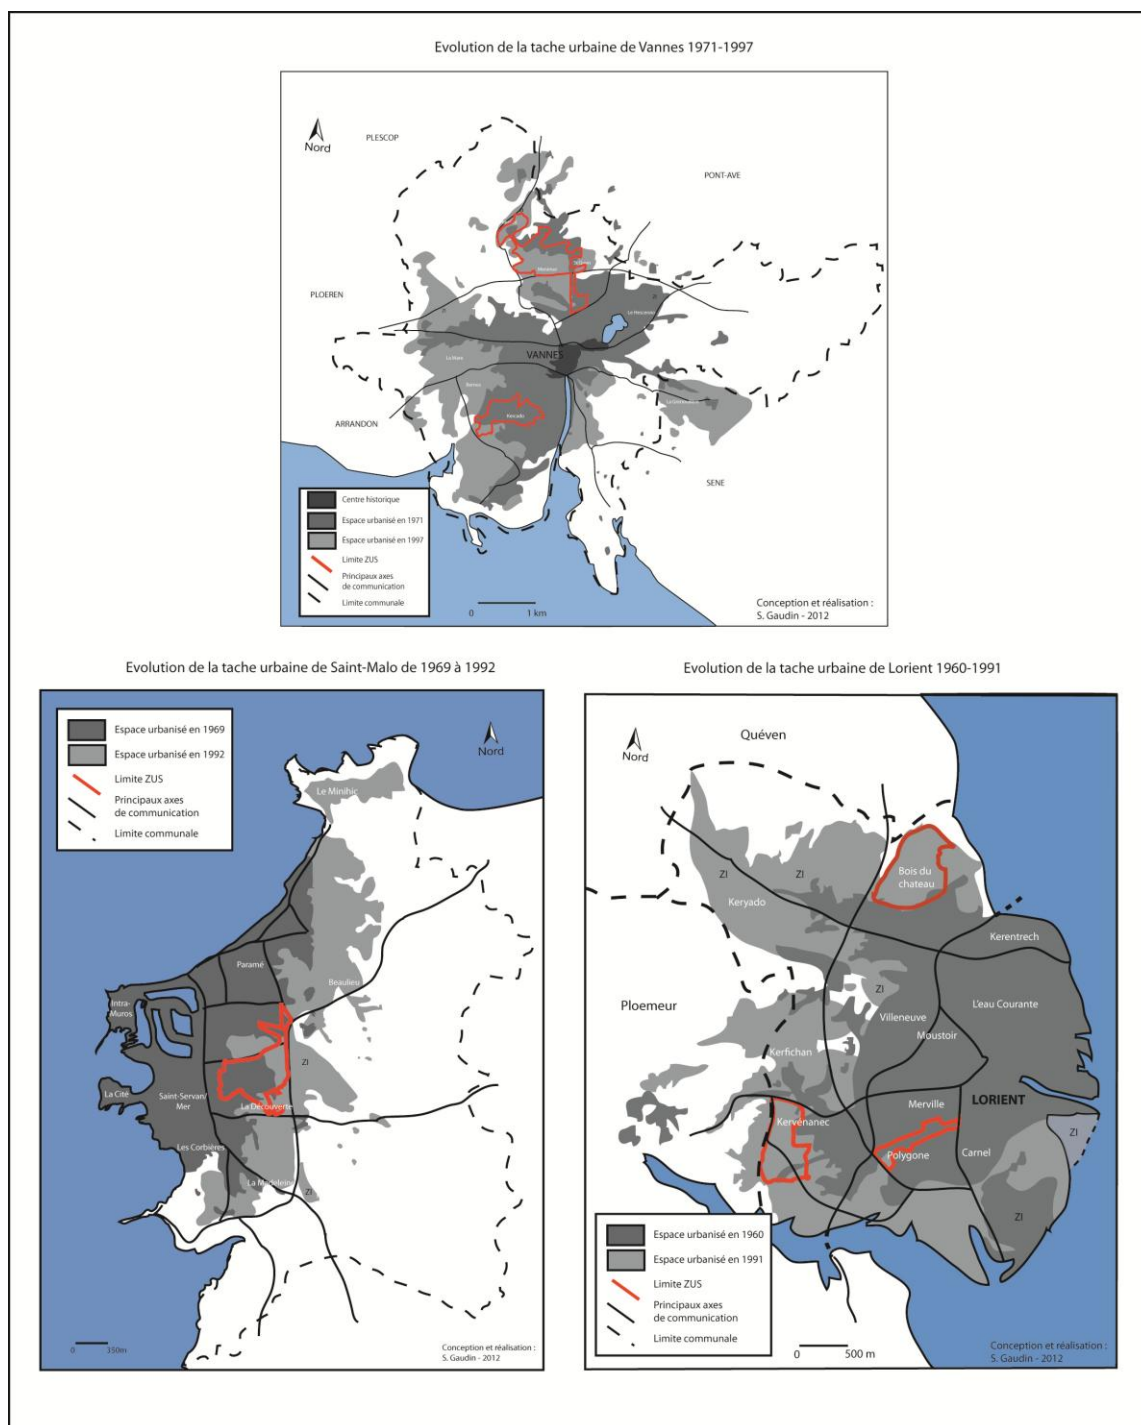 Evolution de la tache urbaine de Vannes 1971-1997
Nord
PLESCOP
PONT-AVE
PLOEREN
VANNES
Kercado
ARRANDON
SENE
Centre historique
Espace urbanisé en 1971
Espace urbanisé en 1997
Limite ZUS
Principaux axes
de communication
Limite communale
0 1 km
Conception et réalisation :
S. Gaudin - 2012
Evolution de la tache urbaine de Saint-Malo de 1969 à 1992
Espace urbanisé en 1969
Espace urbanisé en 1992
Limite ZUS
Principaux axes
de communication
Limite communale
Nord
Le Minihic
Paramé
Beaulieu
Intra-
Muros
ZI
La Cité
Saint-Servan/
Mer
La Découverte
Les Corbières
La Madeleine
ZI
0 350m
Conception et réalisation :
S. Gaudin - 2012
Evolution de la tache urbaine de Lorient 1960-1991
Nord
Quéven
ZI
ZI
Bois du
chateau
Keryado
Kerentrech
ZI
Ploemeur
Villeneuve
L'eau Courante
Moustoir
Kerfichan
Merville
LORIENT
Kervénanec
Polygone
Carnel
ZI
ZI
Espace urbanisé en 1960
Espace urbanisé en 1991
Limite ZUS
Principaux axes
de communication
Limite communale
0 500 m
Conception et réalisation :
S. Gaudin - 2012